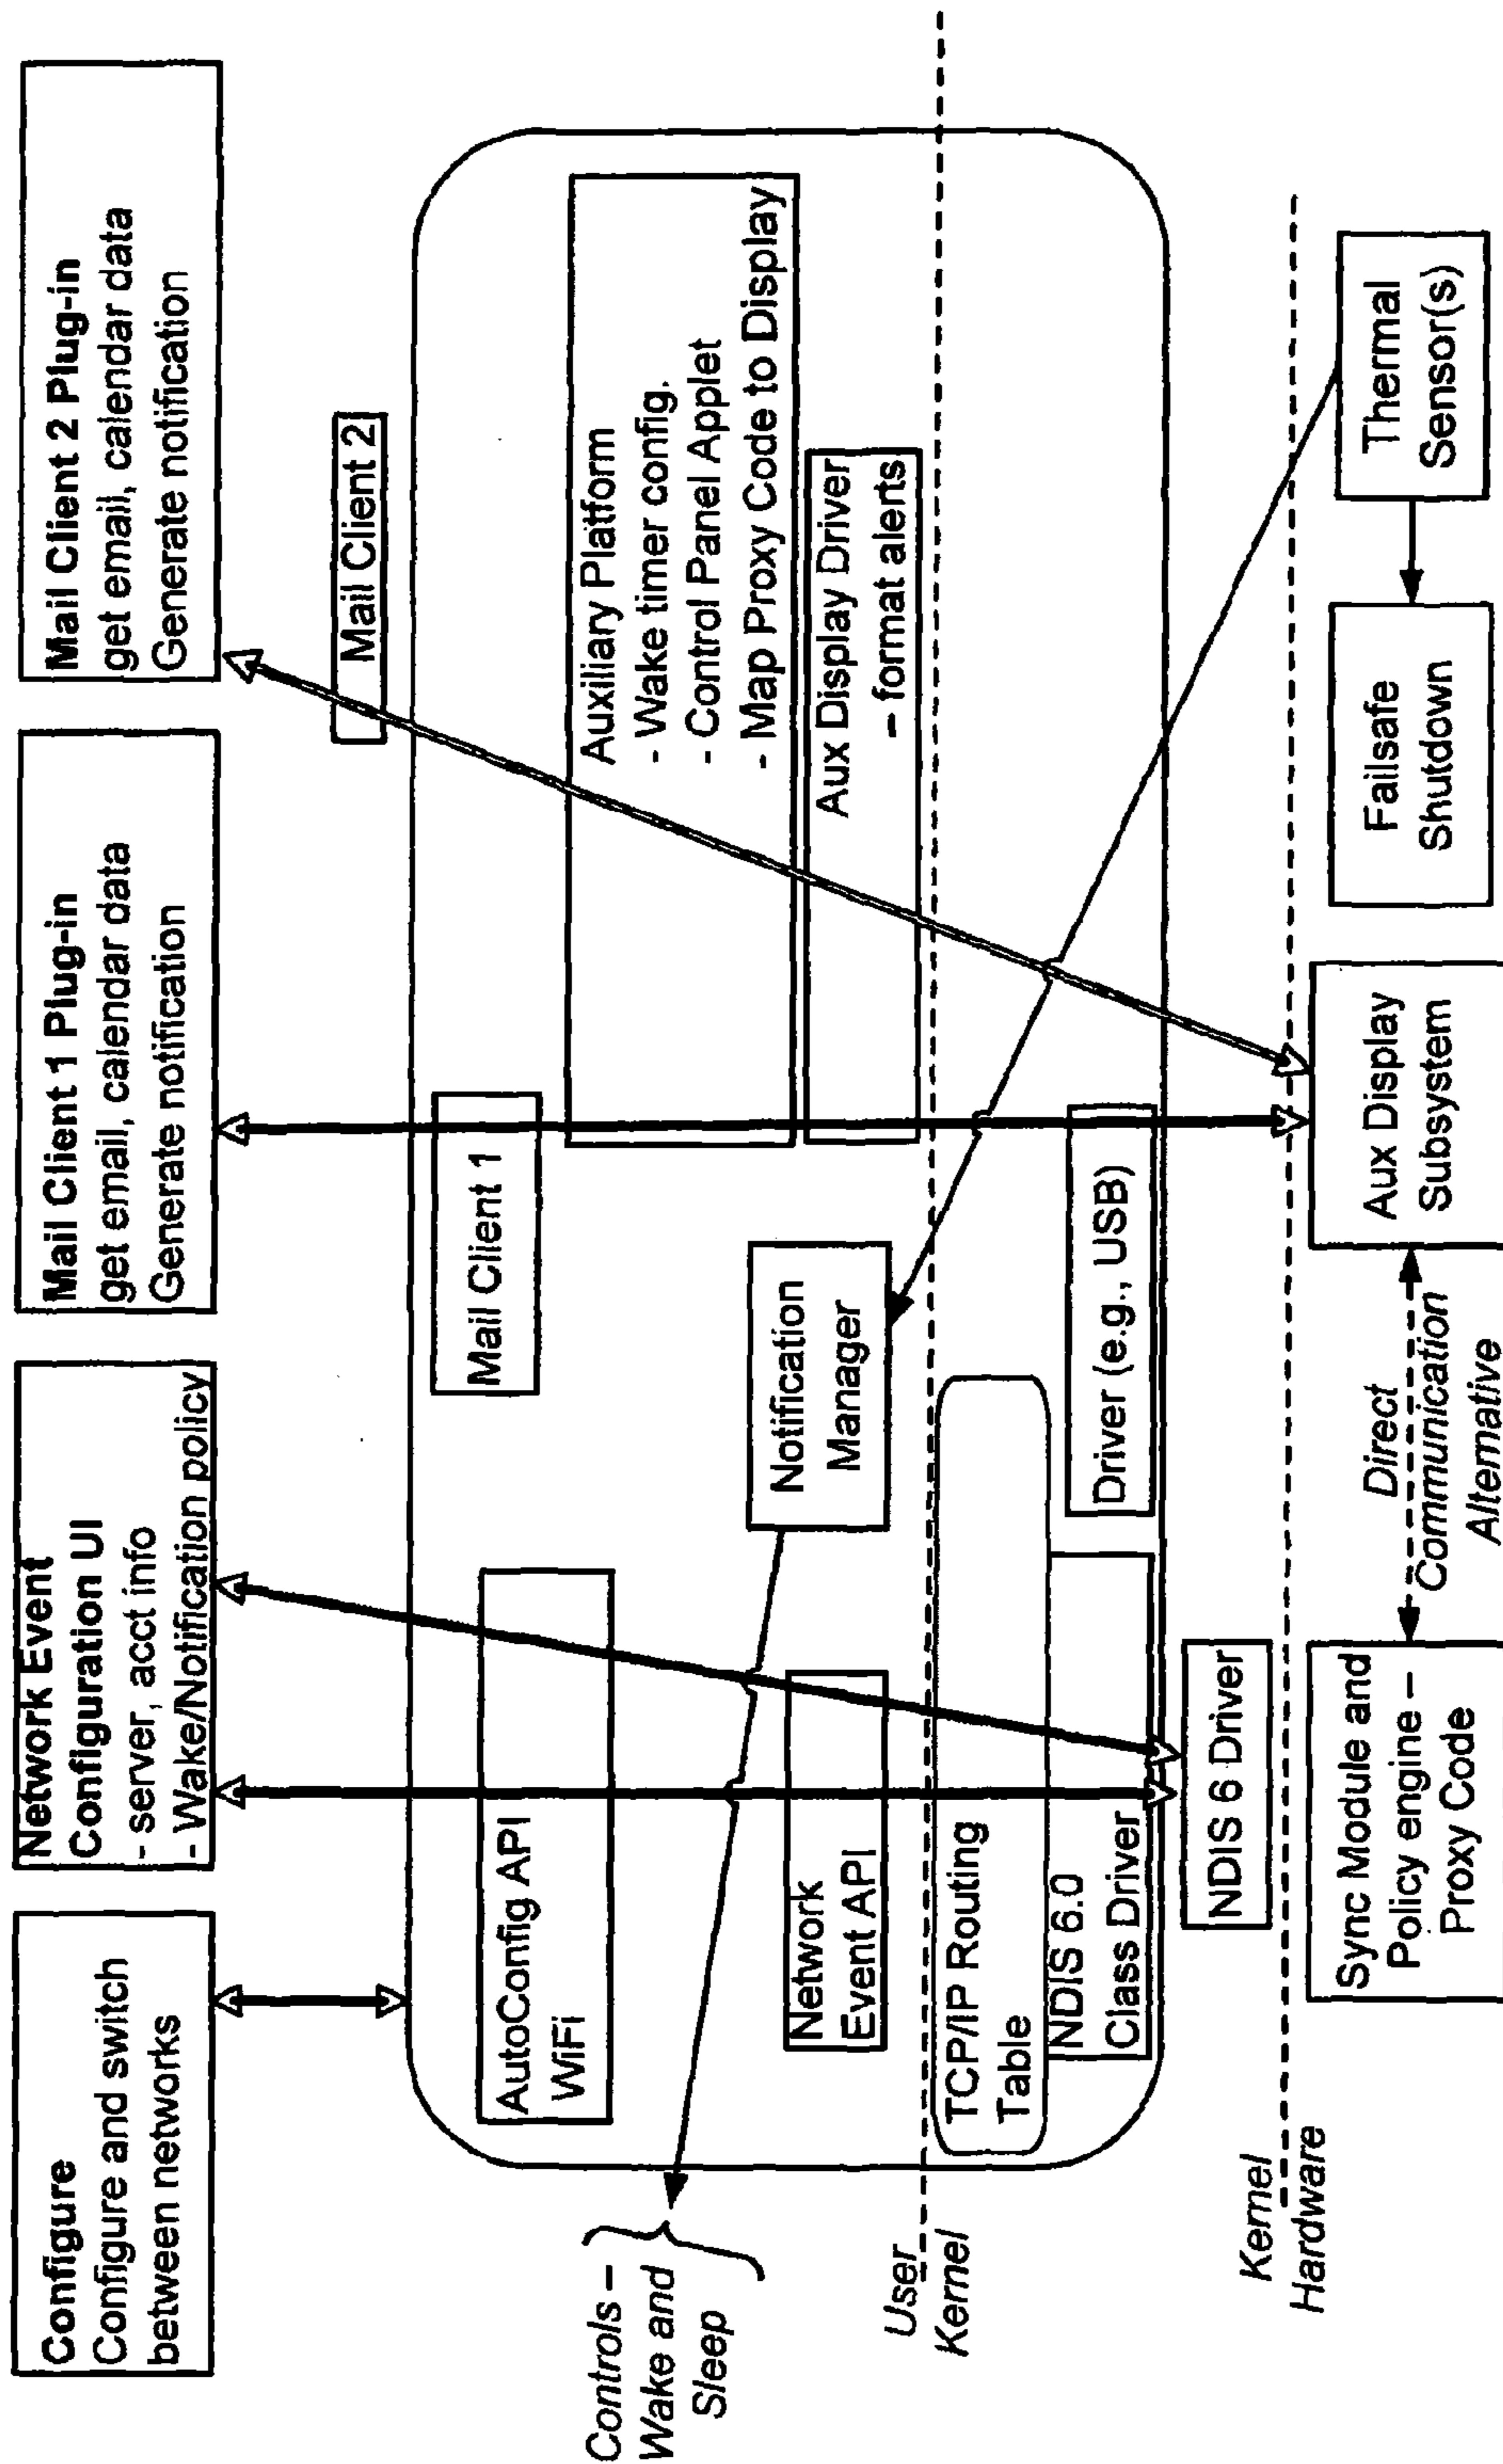 Configure
Configure and switch
between networks
Network Event
Configuration UI
- server, acct info
- Wake/Notification policy
Mail Client 1 Plug-in
get email, calendar data
Generate notification
Mail Client 2 Plug-in
get email, calendar data
Generate notification
Mail Client 2
Mail Client 1
AutoConfig API
WiFi
Auxiliary Platform
- Wake timer config.
- Control Panel Applet
- Map Proxy Code to Display
Controls –
Wake and
Sleep
Notification
Manager
Network
Event API
Aux Display Driver
– format alerts
User
Kernel
TCP/IP Routing
Table
NDIS 6.0
Class Driver
Driver (e.g., USB)
NDIS 6 Driver
Kernel
Hardware
Sync Module and
Policy engine –
Proxy Code
Direct
Communication
Alternative
Aux Display
Subsystem
Failsafe
Shutdown
Thermal
Sensor(s)